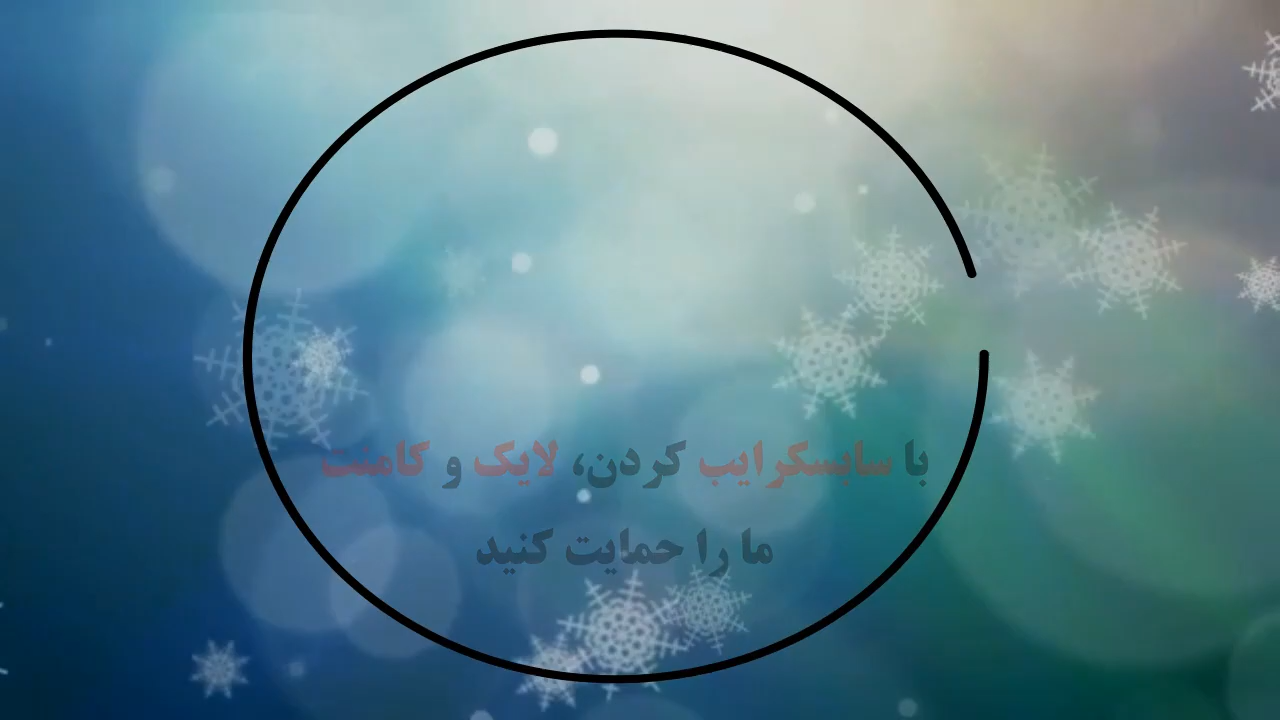 با سابسکرایب کردن، لایک و کامنت
ما را حمایت کنید